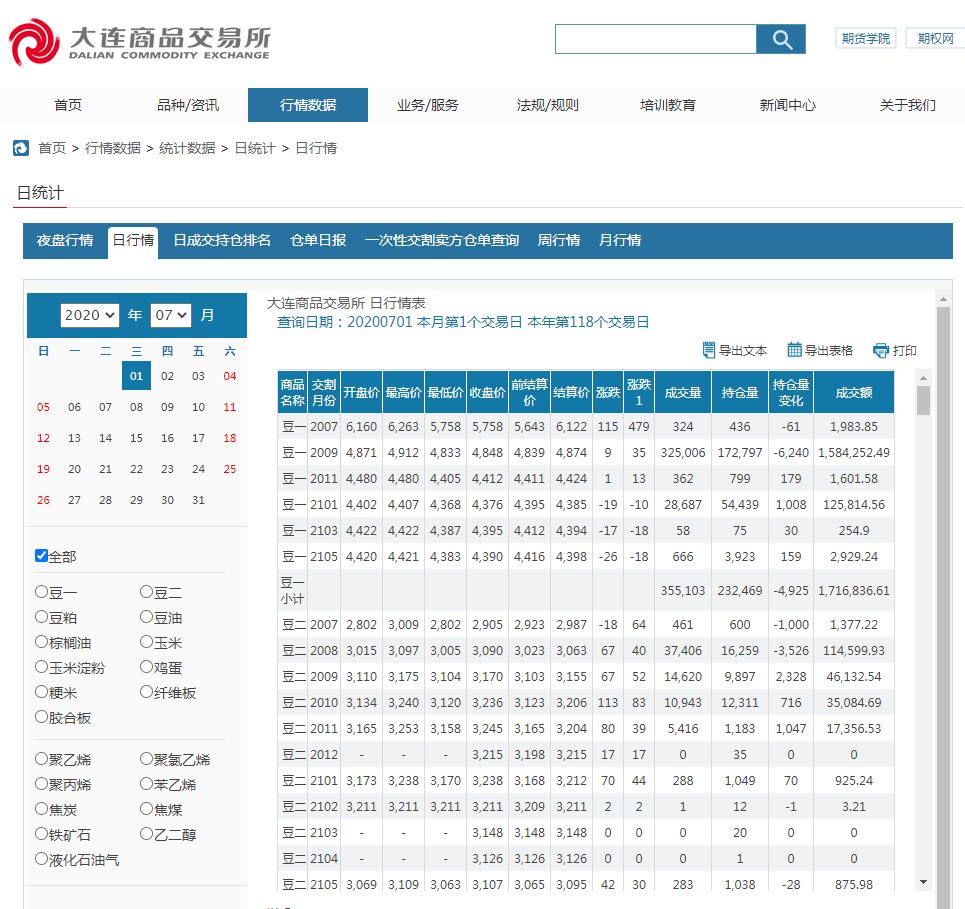 大连商品交易所
DALIAN COMMODITY EXCHANGE
期货学院 期权网
首页 品种/资讯 行情数据 业务/服务 法规/规则 培训教育 新闻中心 关于我们
首页 > 行情数据 > 统计数据 > 日统计 > 日行情
日统计
夜盘行情 日行情 日成交持仓排名 仓单日报 一次性交割卖方仓单查询 周行情 月行情
2020 年 07 月
日 一 二 三 四 五 六
01 02 03 04
05 06 07 08 09 10 11
12 13 14 15 16 17 18
19 20 21 22 23 24 25
26 27 28 29 30 31
全部
豆一 豆二
豆粕 豆油
棕榈油 玉米
玉米淀粉 鸡蛋
粳米 纤维板
胶合板
聚乙烯 聚氯乙烯
聚丙烯 苯乙烯
焦炭 焦煤
铁矿石 乙二醇
液化石油气
大连商品交易所 日行情表
查询日期：20200701 本月第1个交易日 本年第118个交易日
导出文本 导出表格 打印
商品名称 交割月份 开盘价 最高价 最低价 收盘价 前结算价 结算价 涨跌 涨跌1 成交量 持仓量 持仓量变化 成交额
豆一 2007 6,160 6,263 5,758 5,758 5,643 6,122 115 479 324 436 -61 1,983.85
豆一 2009 4,871 4,912 4,833 4,848 4,839 4,874 9 35 325,006 172,797 -6,240 1,584,252.49
豆一 2011 4,480 4,480 4,405 4,412 4,411 4,424 1 13 362 799 179 1,601.58
豆一 2101 4,402 4,407 4,368 4,376 4,395 4,385 -19 -10 28,687 54,439 1,008 125,814.56
豆一 2103 4,422 4,422 4,387 4,395 4,412 4,394 -17 -18 58 75 30 254.9
豆一 2105 4,420 4,421 4,383 4,390 4,416 4,398 -26 -18 666 3,923 159 2,929.24
豆一小计 355,103 232,469 -4,925 1,716,836.61
豆二 2007 2,802 3,009 2,802 2,905 2,923 2,987 -18 64 461 600 -1,000 1,377.22
豆二 2008 3,015 3,097 3,005 3,090 3,023 3,063 67 40 37,406 16,259 -3,526 114,599.93
豆二 2009 3,110 3,175 3,104 3,170 3,103 3,155 67 52 14,620 9,897 2,328 46,132.54
豆二 2010 3,134 3,240 3,120 3,236 3,123 3,206 113 83 10,943 12,311 716 35,084.69
豆二 2011 3,165 3,253 3,158 3,245 3,165 3,204 80 39 5,416 1,183 1,047 17,356.53
豆二 2012 - - - 3,215 3,198 3,215 17 17 0 35 0 0
豆二 2101 3,173 3,238 3,170 3,238 3,168 3,212 70 44 288 1,049 70 925.24
豆二 2102 3,211 3,211 3,211 3,211 3,209 3,211 2 2 1 12 -1 3.21
豆二 2103 - - - 3,148 3,148 3,148 0 0 0 20 0 0
豆二 2104 - - - 3,126 3,126 3,126 0 0 0 1 0 0
豆二 2105 3,069 3,109 3,063 3,107 3,065 3,095 42 30 283 1,038 -28 875.98